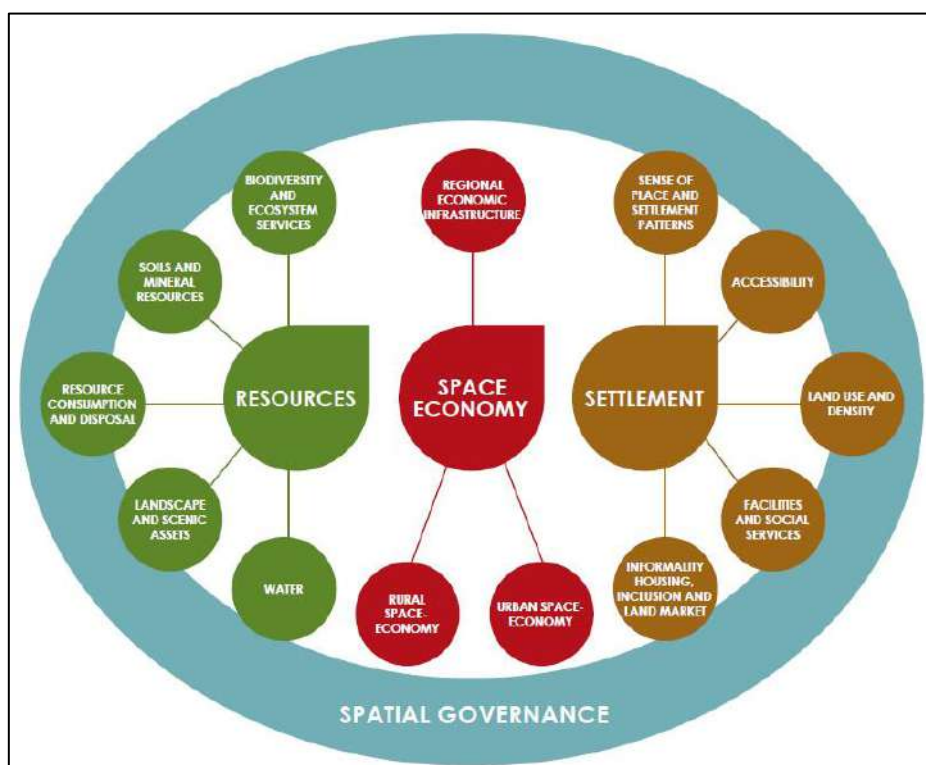 BIODIVERSITY
AND
ECOSYSTEM
SERVICES
SOILS AND
MINERAL
RESOURCES
RESOURCE
CONSUMPTION
AND DISPOSAL
LANDSCAPE
AND SCENIC
ASSETS
WATER
RESOURCES
REGIONAL
ECONOMIC
INFRASTRUCTURE
SPACE
ECONOMY
RURAL
SPACE-
ECONOMY
URBAN SPACE-
ECONOMY
SENSE OF
PLACE AND
SETTLEMENT
PATTERNS
ACCESSIBILITY
LAND USE AND
DENSITY
FACILITIES
AND SOCIAL
SERVICES
INFORMALITY
HOUSING,
INCLUSION AND
LAND MARKET
SETTLEMENT
SPATIAL GOVERNANCE